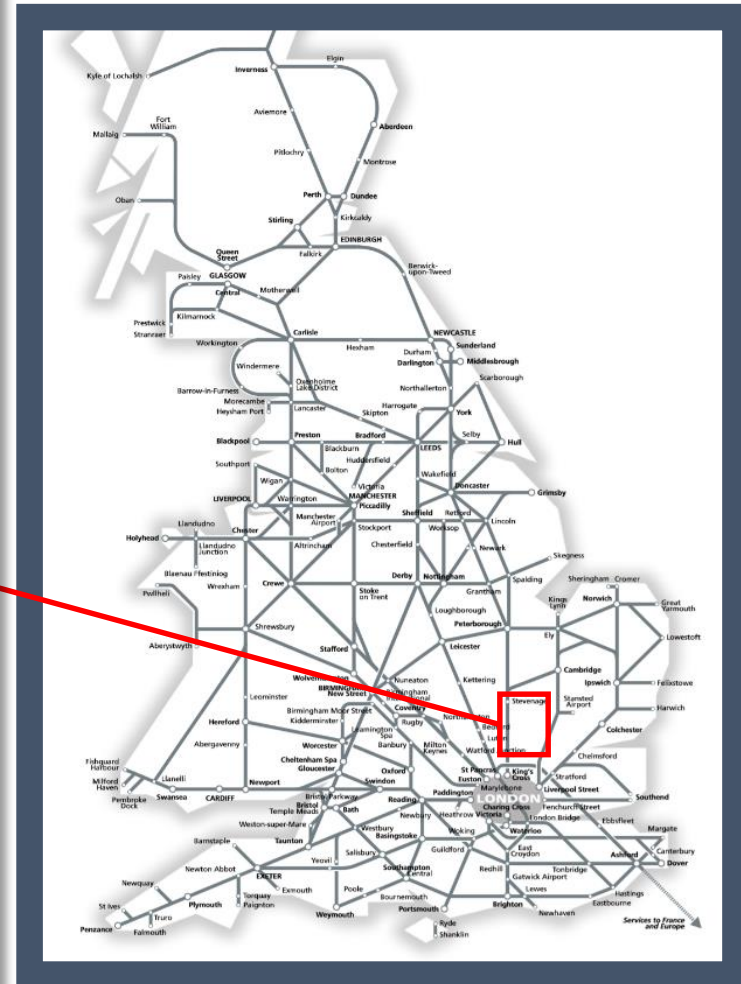 Kyle of Lochalsh
Inverness
Elgin
Aviemore
Aberdeen
Fort
William
Mallaig
Pitlochry
Montrose
Oban
Perth
Dundee
Stirling
Kirkcaldy
Queen
Street
Falkirk
EDINBURGH
Berwick-
upon-Tweed
Paisley
GLASGOW
Central
Motherwell
Prestwick
Kilmarnock
Stranraer
Carlisle
NEWCASTLE
Workington
Hexham
Sunderland
Durham
Darlington
Middlesbrough
Windermere
Oxenholme
Lake District
Northallerton
Scarborough
Barrow-in-Furness
Morecambe
Heysham Port
Lancaster
Harrogate
Skipton
York
Blackpool
Preston
Bradford
Selby
Hull
Blackburn
LEEDS
Southport
Huddersfield
Bolton
Wakefield
Wigan
Victoria
MANCHESTER
Piccadilly
Doncaster
Grimsby
LIVERPOOL
Warrington
Manchester
Airport
Sheffield
Retford
Llandudno
Stockport
Worksop
Lincoln
Holyhead
Chester
Llandudno
Junction
Altrincham
Chesterfield
Newark
Skegness
Blaenau Ffestiniog
Crewe
Derby
Nottingham
Spalding
Sheringham
Cromer
Pwllheli
Wrexham
Stoke
on Trent
Grantham
Kings
Lynn
Norwich
Great
Yarmouth
Loughborough
Shrewsbury
Peterborough
Ely
Lowestoft
Aberystwyth
Stafford
Leicester
Cambridge
Wolverhampton
Nuneaton
Kettering
Ipswich
Felixstowe
BIRMINGHAM
New Street
Birmingham
International
Leominster
Birmingham Moor Street
Coventry
Stevenage
Stansted
Airport
Harwich
Kidderminster
Rugby
Northampton
Hereford
Leamington
Spa
Bedford
Colchester
Abergavenny
Worcester
Banbury
Milton
Keynes
Luton
Cheltenham Spa
Watford Junction
Chelmsford
Fishguard
Harbour
Gloucester
Oxford
St Pancras
King's
Cross
Stratford
Milford
Haven
Llanelli
Newport
Swindon
Euston
Marylebone
Liverpool Street
Pembroke
Dock
Swansea
CARDIFF
Bristol Parkway
Reading
Paddington
LONDON
Southend
Bristol
Temple Meads
Bath
Charing Cross
Fenchurch Street
Newbury
Heathrow
Victoria
London Bridge
Ebbsfleet
Weston-super-Mare
Westbury
Basingstoke
Woking
Waterloo
Margate
Barnstaple
Taunton
Salisbury
Guildford
East
Croydon
Canterbury
Newton Abbot
Yeovil
Southampton
Central
Redhill
Tonbridge
Ashford
Dover
EXETER
Gatwick Airport
Newquay
Exmouth
Poole
Bournemouth
Lewes
Hastings
St Ives
Plymouth
Torquay
Paignton
Weymouth
Portsmouth
Brighton
Eastbourne
Newhaven
Truro
Penzance
Falmouth
Ryde
Shanklin
Services to France
and Europe